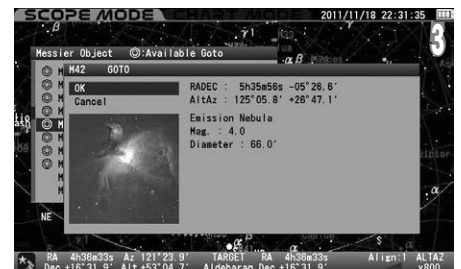 SCOPE MODE CHART MODE 2011/11/18 22:31:35
3
β γ1
Messier Object ◎:Available Goto
α β
M42 GOTO
OK
Cancel
RADEC : 5h35m56s -05°26.6'
AltAz : 125°05.8' +26°47.1'
Emission Nebula
Mag. : 4.0
Diameter : 66.0'
◎ M
◎ M
◎ M
◎ M
◎ M
◎ M
◎ M
◎ M
M
M
α
NE
α β
S
RA 4h36m33s Az 121°23.9' TARGET RA 4h36m33s Align:1 ALTAZ
Dec +16°31.9' Alt +53°04.7' Aldebaran Dec +16°31.9' x800